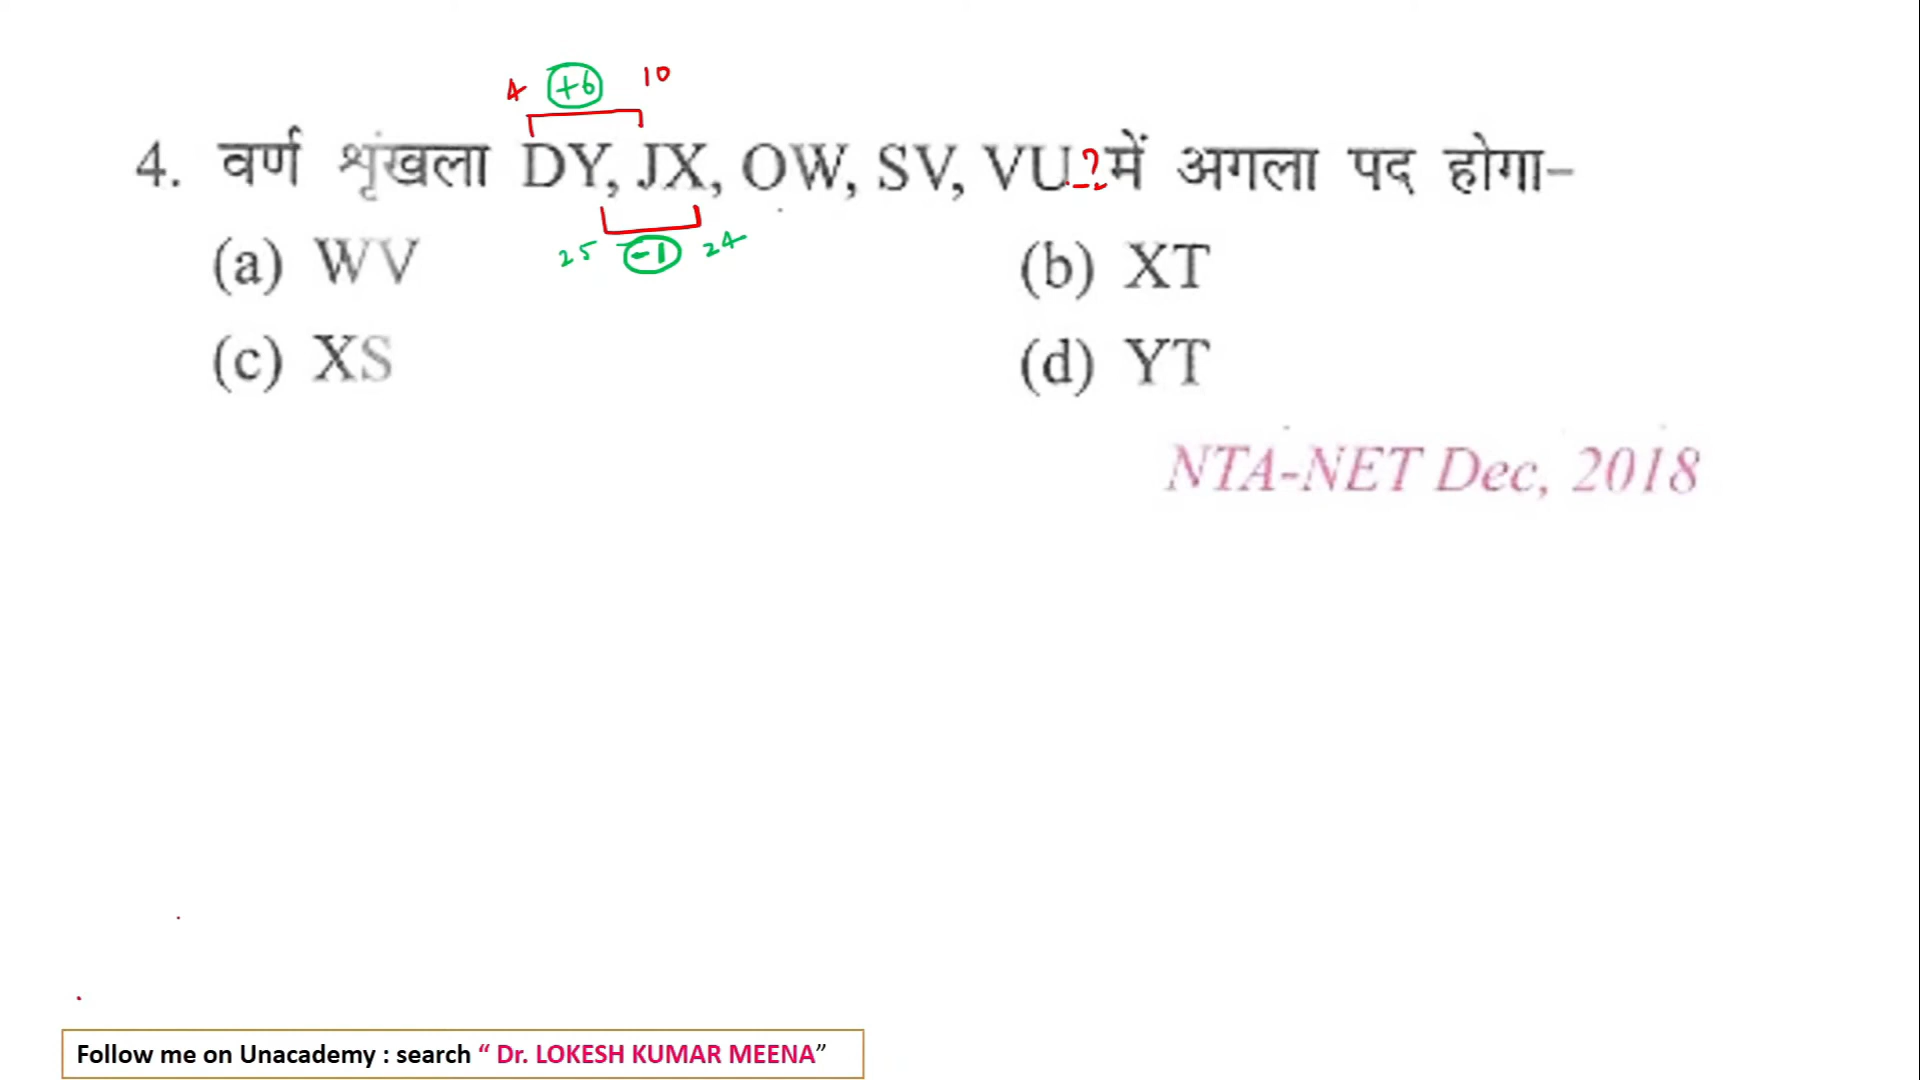 4 +6 10
4. वर्ण शृंखला DY, JX, OW, SV, VU ? में अगला पद होगा–
25 -1 24
(a) WV (b) XT
(c) XS (d) YT
NTA-NET Dec, 2018
Follow me on Unacademy : search “ Dr. LOKESH KUMAR MEENA”